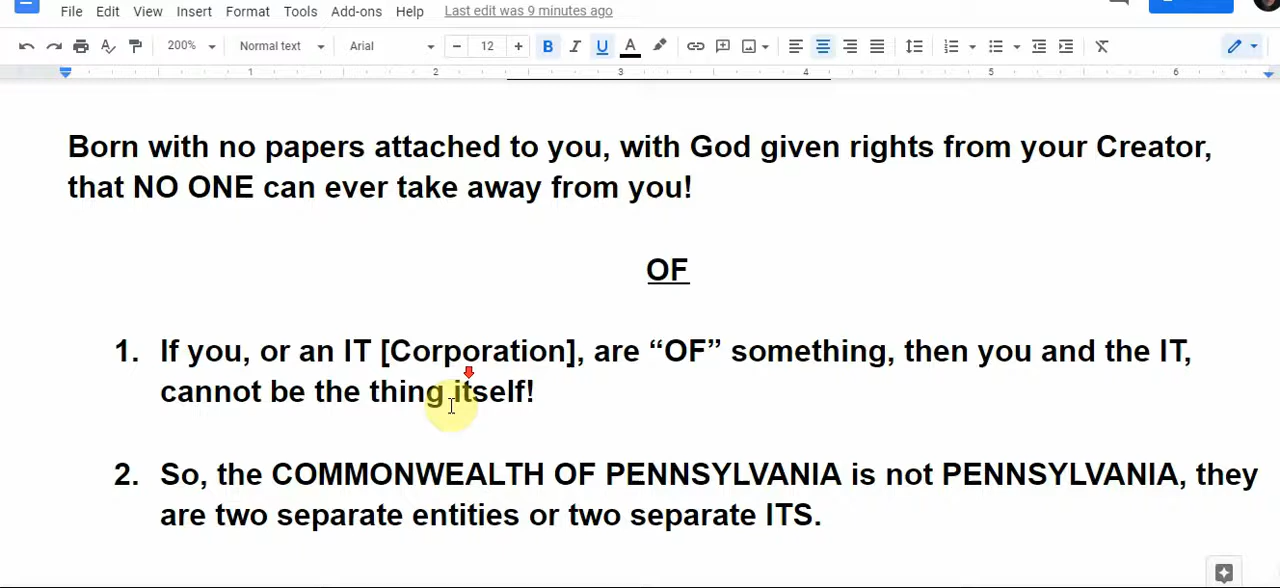 File Edit View Insert Format Tools Add-ons Help Last edit was 9 minutes ago
200% Normal text Arial 12 B I U A
1 2 3 4 5 6
Born with no papers attached to you, with God given rights from your Creator,
that NO ONE can ever take away from you!
OF
1. If you, or an IT [Corporation], are “OF” something, then you and the IT,
cannot be the thing itself!
2. So, the COMMONWEALTH OF PENNSYLVANIA is not PENNSYLVANIA, they
are two separate entities or two separate ITS.